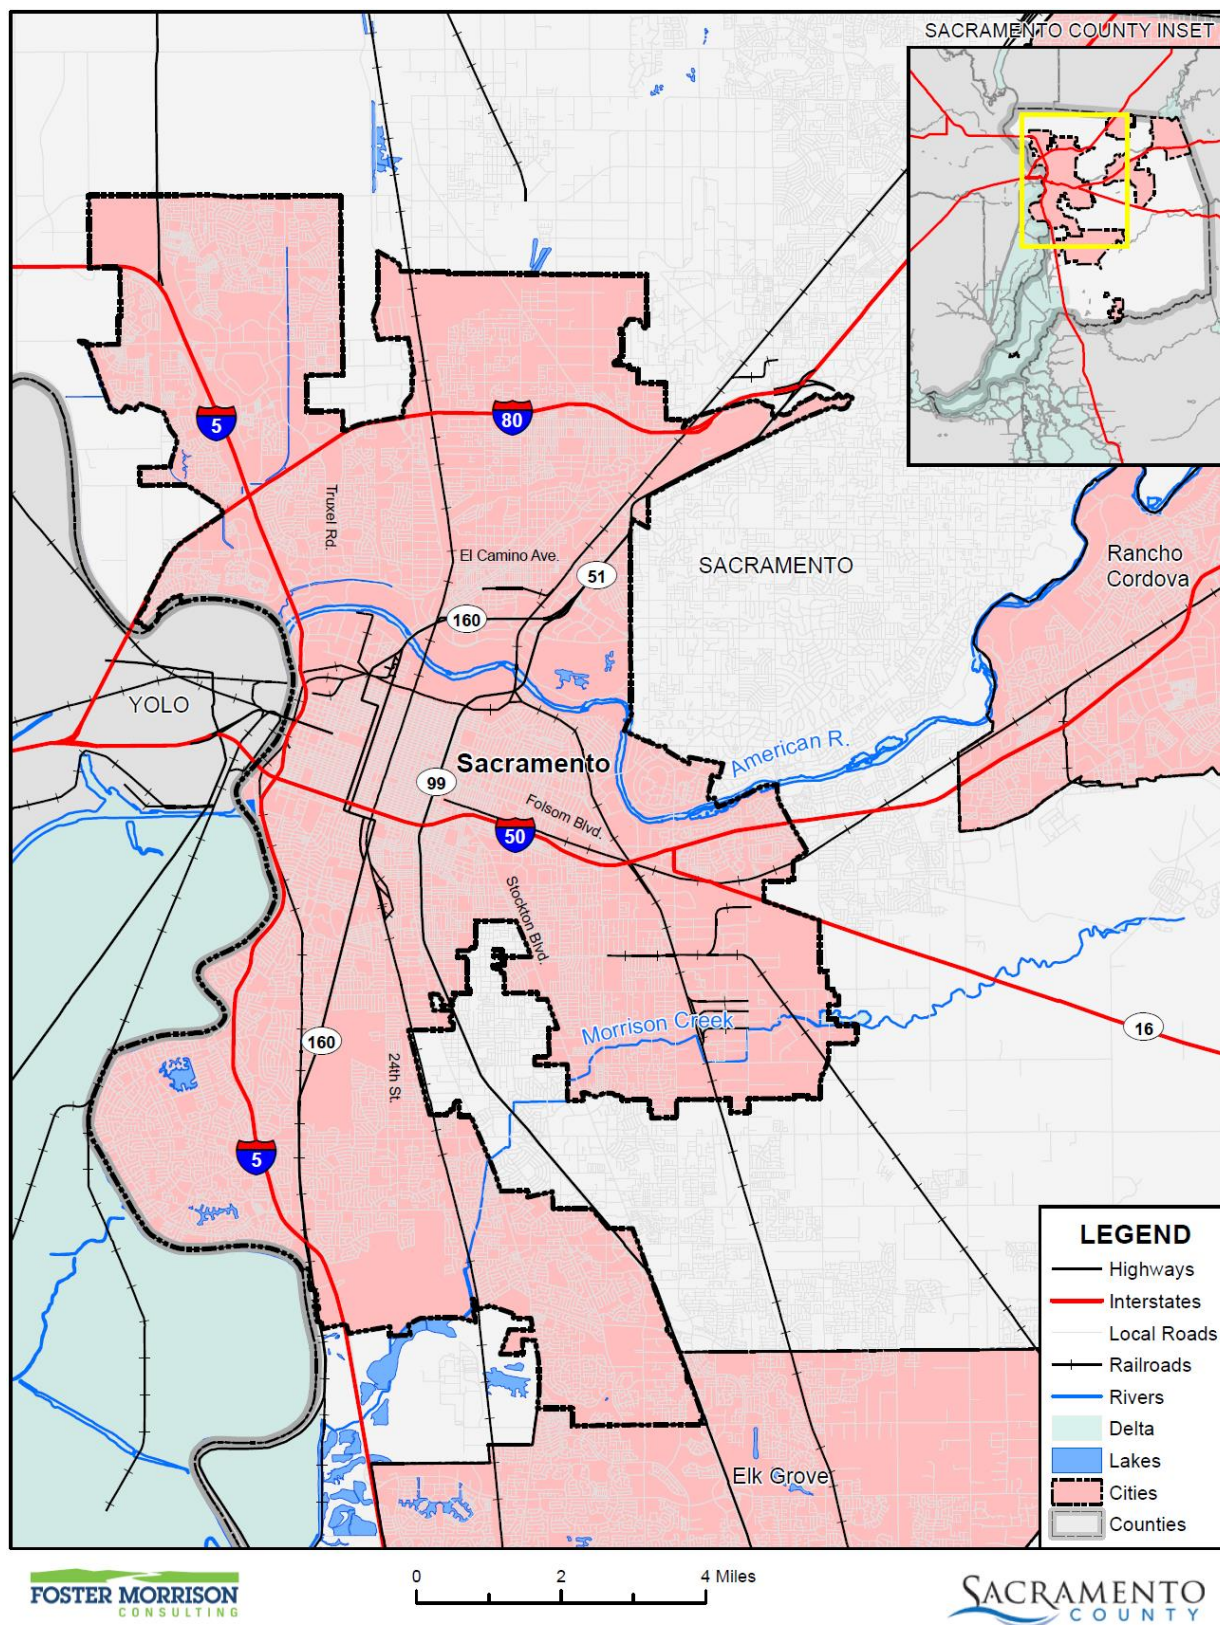 SACRAMENTO COUNTY INSET
5
80
Truxel Rd.
El Camino Ave.
51
SACRAMENTO
Rancho
Cordova
160
YOLO
American R.
Sacramento
99
Folsom Blvd.
50
Stockton Blvd.
Morrison Creek
16
160
24th St.
5
LEGEND
Highways
Interstates
Local Roads
Railroads
Rivers
Delta
Lakes
Cities
Counties
Elk Grove
FOSTER MORRISON
CONSULTING
0 2 4 Miles
SACRAMENTO
COUNTY